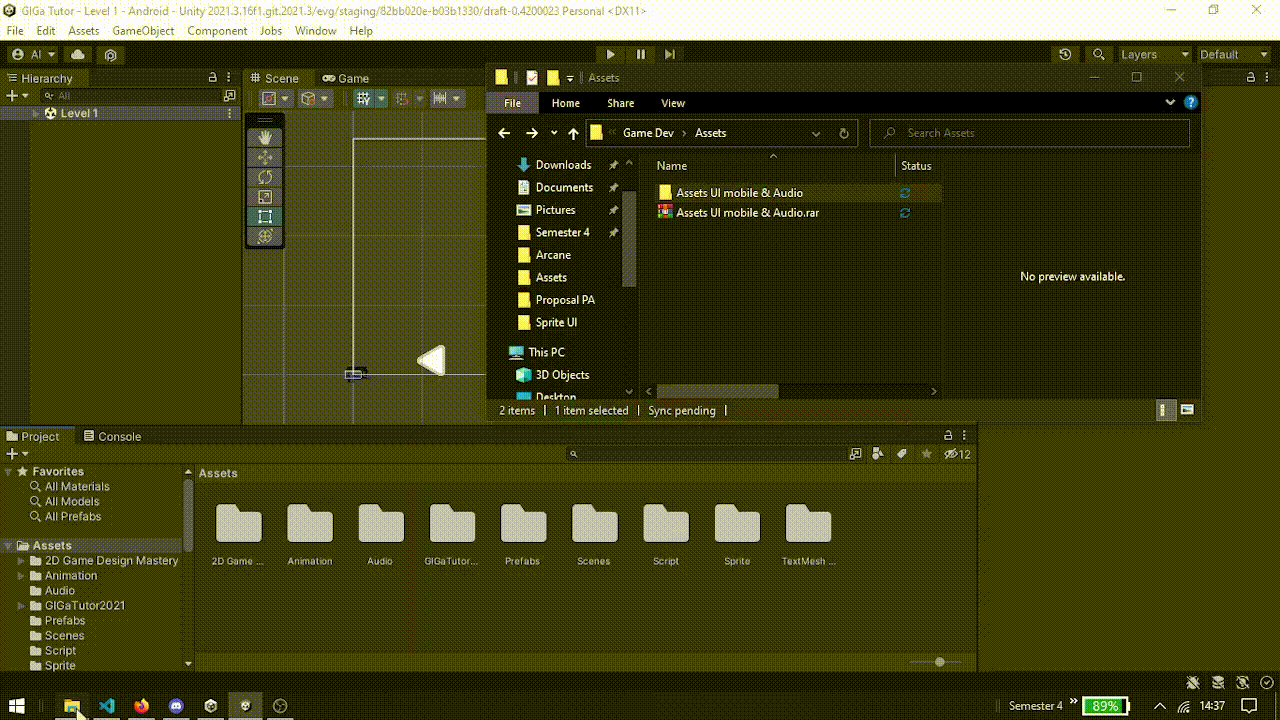 GIGa Tutor - Level 1 - Android - Unity 2021.3.16f1.git.2021.3/evg/staging/82bb020e-b03b1330/draft-0.4200023 Personal <DX11>
File Edit Assets GameObject Component Jobs Window Help
AI Layers Default
Hierarchy
All
Level 1
Scene Game
Assets
File Home Share View
Game Dev > Assets
Search Assets
Downloads
Documents
Pictures
Semester 4
Arcane
Assets
Proposal PA
Sprite UI
This PC
3D Objects
Desktop
Name Status
Assets UI mobile & Audio
Assets UI mobile & Audio.rar
No preview available.
2 items 1 item selected Sync pending
Project Console
12
Favorites
All Materials
All Models
All Prefabs
Assets
2D Game Design Mastery
Animation
Audio
GIGaTutor2021
Prefabs
Scenes
Script
Sprite
Assets
2D Game ... Animation Audio GIGaTutor... Prefabs Scenes Script Sprite TextMesh ...
Semester 4 89% 14:37